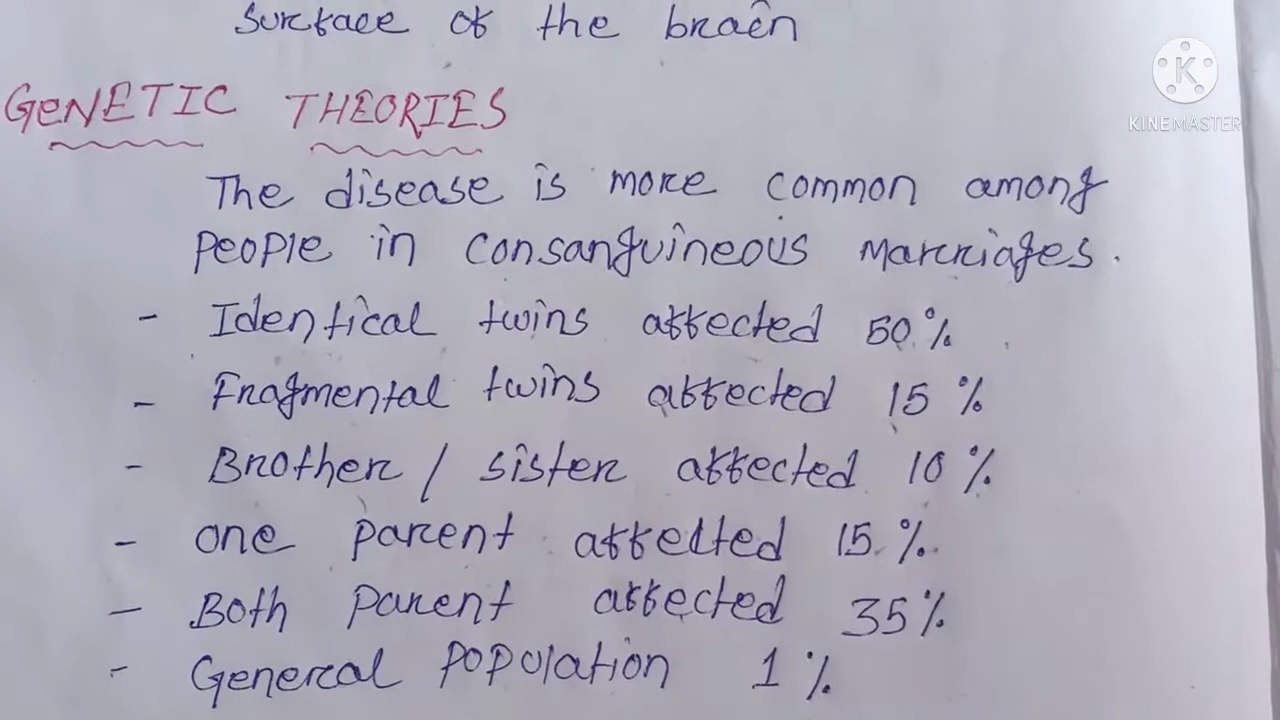 Surface of the brain
K
KINEMASTER
GENETIC THEORIES
The disease is more common among
people in consanguineous marriages.
- Identical twins affected 50%
- Fragmental twins affected 15%
- Brother / sister affected 10%
- one parent affected 15%
- Both parent affected 35%
- General population 1%